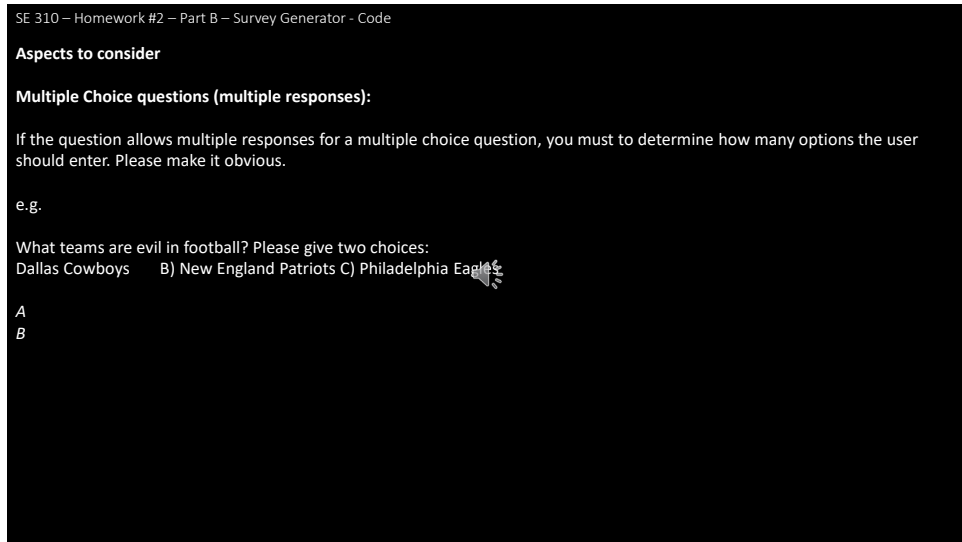 SE 310 – Homework #2 – Part B – Survey Generator - Code
Aspects to consider
Multiple Choice questions (multiple responses):
If the question allows multiple responses for a multiple choice question, you must to determine how many options the user
should enter. Please make it obvious.
e.g.
What teams are evil in football? Please give two choices:
Dallas Cowboys B) New England Patriots C) Philadelphia Eagles
A
B